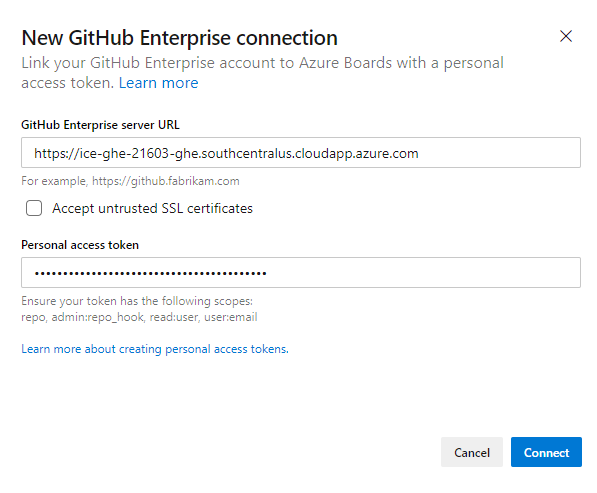 New GitHub Enterprise connection
Link your GitHub Enterprise account to Azure Boards with a personal
access token. Learn more
GitHub Enterprise server URL
https://ice-ghe-21603-ghe.southcentralus.cloudapp.azure.com
For example, https://github.fabrikam.com
Accept untrusted SSL certificates
Personal access token
••••••••••••••••••••••••••••••••••••••••
Ensure your token has the following scopes:
repo, admin:repo_hook, read:user, user:email
Learn more about creating personal access tokens.
Cancel
Connect